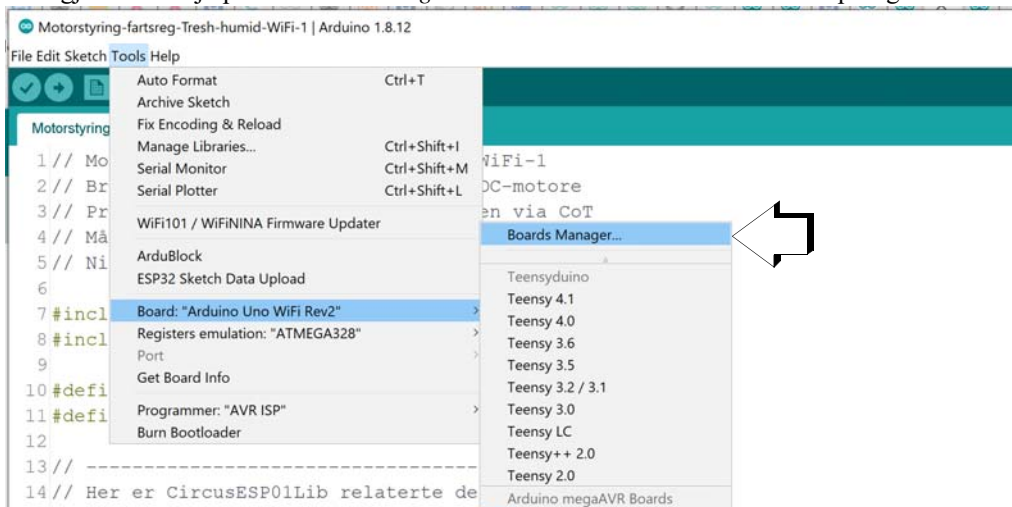 Motorstyring-fartsreg-Tresh-humid-WiFi-1 | Arduino 1.8.12
File Edit Sketch Tools Help
Auto Format Ctrl+T
Archive Sketch
Fix Encoding & Reload
Manage Libraries... Ctrl+Shift+I
Serial Monitor Ctrl+Shift+M
Serial Plotter Ctrl+Shift+L
WiFi101 / WiFiNINA Firmware Updater
ArduBlock
ESP32 Sketch Data Upload
Board: "Arduino Uno WiFi Rev2"
Registers emulation: "ATMEGA328"
Port
Get Board Info
Programmer: "AVR ISP"
Burn Bootloader
Boards Manager...
Teensyduino
Teensy 4.1
Teensy 4.0
Teensy 3.6
Teensy 3.5
Teensy 3.2 / 3.1
Teensy 3.0
Teensy LC
Teensy++ 2.0
Teensy 2.0
Arduino megaAVR Boards
Motorstyring
1 // Mo WiFi-1
2 // Br DC-motore
3 // Pr en via CoT
4 // Må
5 // Ni
6
7 #incl
8 #incl
9
10 #defi
11 #defi
12
13 // -----------------------------------
14 // Her er CircusESP01Lib relaterte de